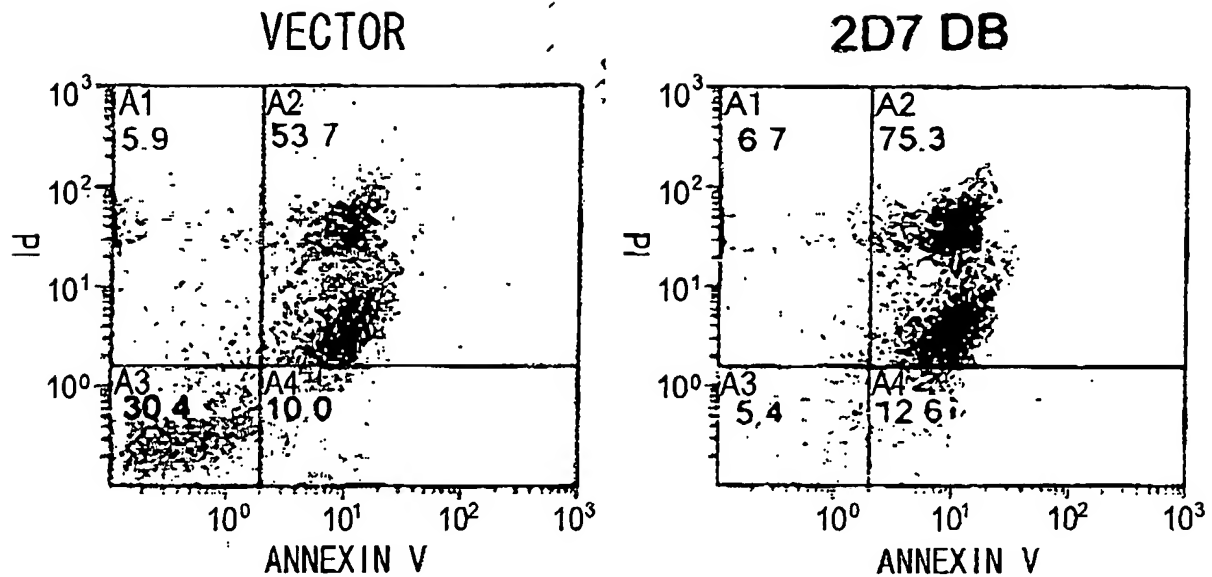 VECTOR
10³
10²
10¹
10⁰
PI
A1
5.9
A2
53 7
A3
30.4
A4
10.0
10⁰ 10¹ 10² 10³
ANNEXIN V
2D7 DB
10³
10²
10¹
10⁰
PI
A1
6 7
A2
75.3
A3
5.4
A4
12 6
10⁰ 10¹ 10² 10³
ANNEXIN V